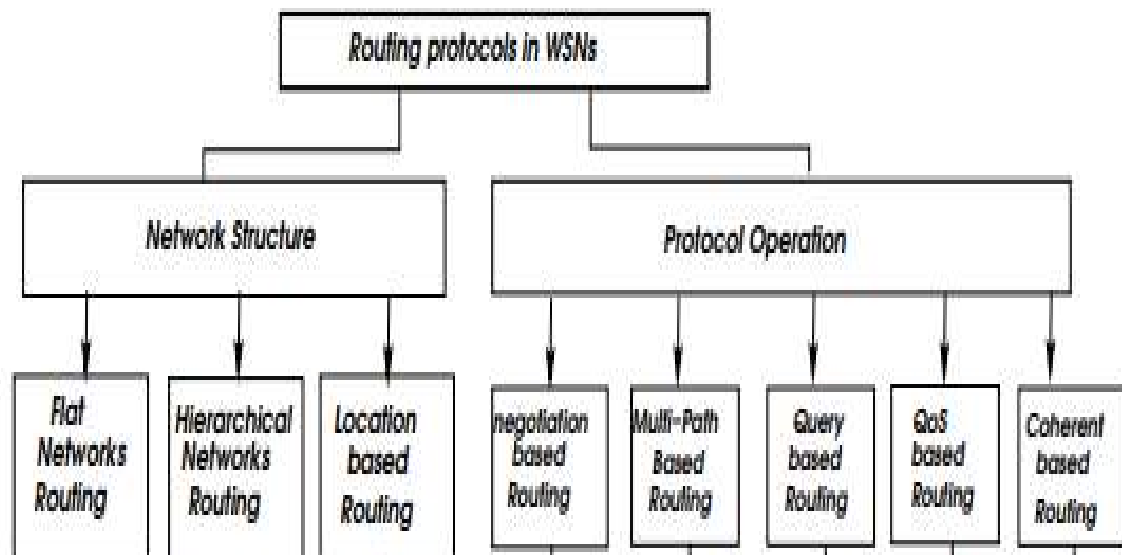 Routing protocols in WSNs
Network Structure
Protocol Operation
Flat
Networks
Routing
Hierarchical
Networks
Routing
Location
based
Routing
negotiation
based
Routing
Multi-Path
Based
Routing
Query
based
Routing
QoS
based
Routing
Coherent
based
Routing